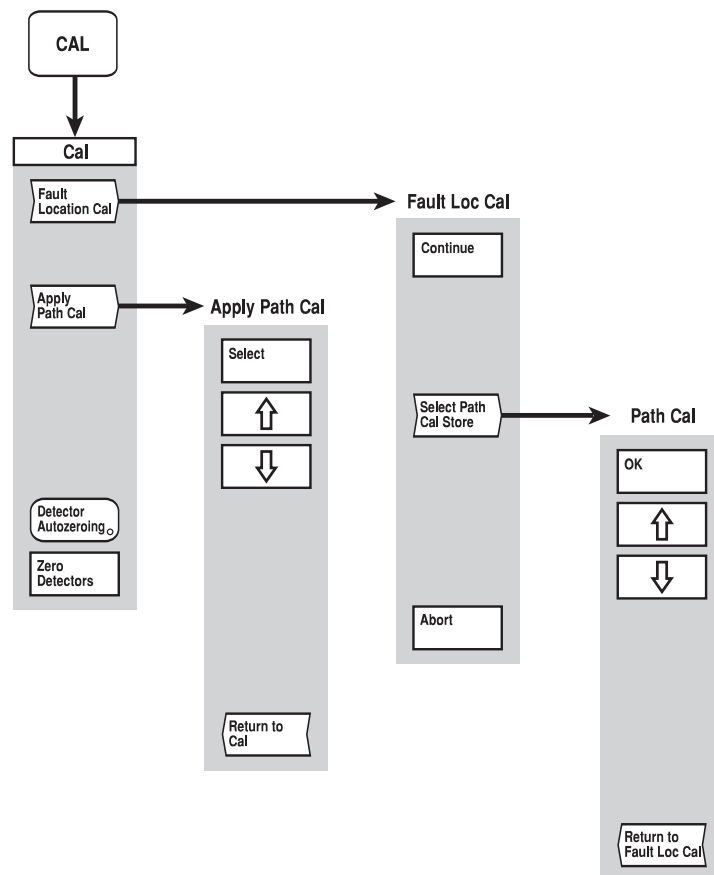 CAL
Cal
Fault
Location Cal
Fault Loc Cal
Continue
Apply
Path Cal
Apply Path Cal
Select
Select Path
Cal Store
Path Cal
OK
Detector
Autozeroing
Zero
Detectors
Abort
Return to
Cal
Return to
Fault Loc Cal